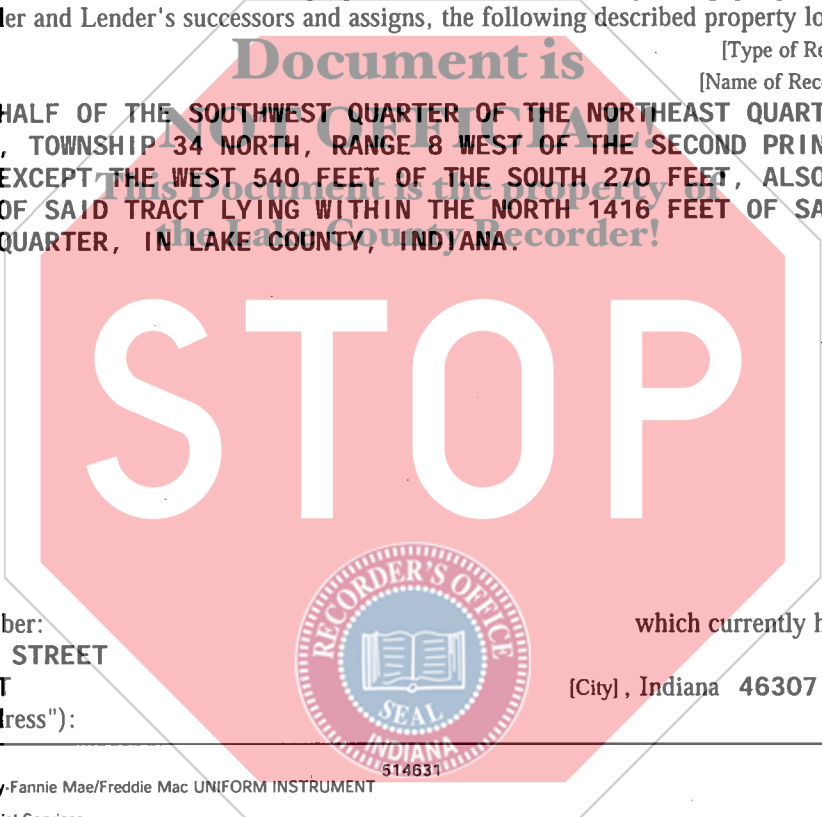 er and Lender's successors and assigns, the following described property lo
Document is
[Type of Re
[Name of Rec
HALF OF THE SOUTHWEST QUARTER OF THE NORTHEAST QUART
NOT OFFICIAL!
, TOWNSHIP 34 NORTH, RANGE 8 WEST OF THE SECOND PRIN
EXCEPT THE WEST 540 FEET OF THE SOUTH 270 FEET, ALSO
This Document is the property of
OF SAID TRACT LYING WITHIN THE NORTH 1416 FEET OF SA
the Lake County Recorder!
QUARTER, IN LAKE COUNTY, INDIANA.
STOP
RECORDER'S OFFICE
SEAL
INDIANA
ber:
which currently h
STREET
T
[City], Indiana 46307
ress"):
514631
y-Fannie Mae/Freddie Mac UNIFORM INSTRUMENT